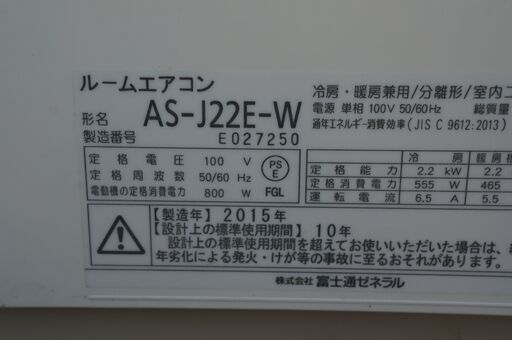 ルームエアコン
形名 AS-J22E-W
製造番号 E027250
冷房・暖房兼用/分離形/室内
電源 単相 100V 50/60Hz 総質量
通年エネルギー消費効率(JIS C 9612:2013)
定格電圧 100 V
定格周波数 50/60 Hz
電動機の定格消費電力 800 W
PS
E
FGL
冷房 暖房
定格能力 2.2 kW 2.2
定格消費電力 555 W 465
運転電流 6.5 A 5.5
【製造年】2015年
【設計上の標準使用期間】10年
設計上の標準使用期間を超えてお使いいただいた場合は、
年劣化による発火・けが等の事故に至るおそれがあります
株式会社 富士通ゼネラル